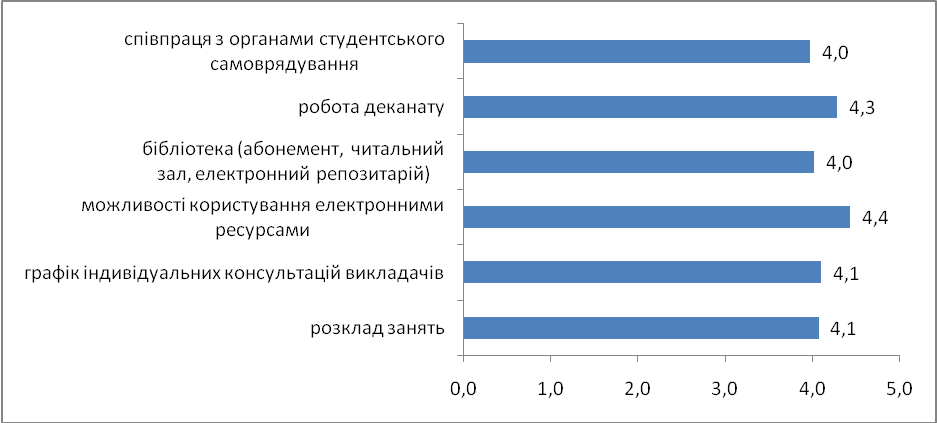 співпраця з органами студентського
самоврядування
4,0
робота деканату
4,3
бібліотека (абонемент, читальний
зал, електронний репозитарій)
4,0
можливості користування електронними
ресурсами
4,4
графік індивідуальних консультацій викладачів
4,1
розклад занять
4,1
0,0 1,0 2,0 3,0 4,0 5,0